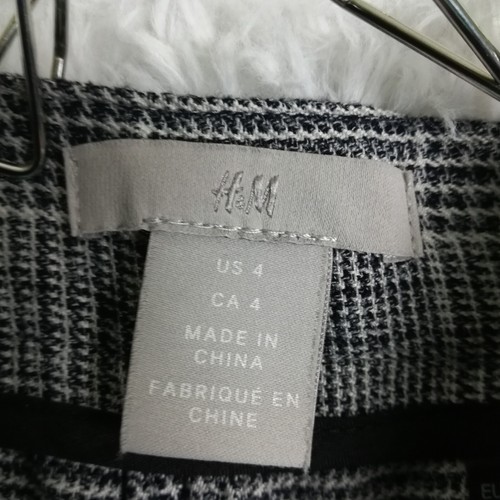 H&M
US 4
CA 4
MADE IN
CHINA
FABRIQUÉ EN
CHINE